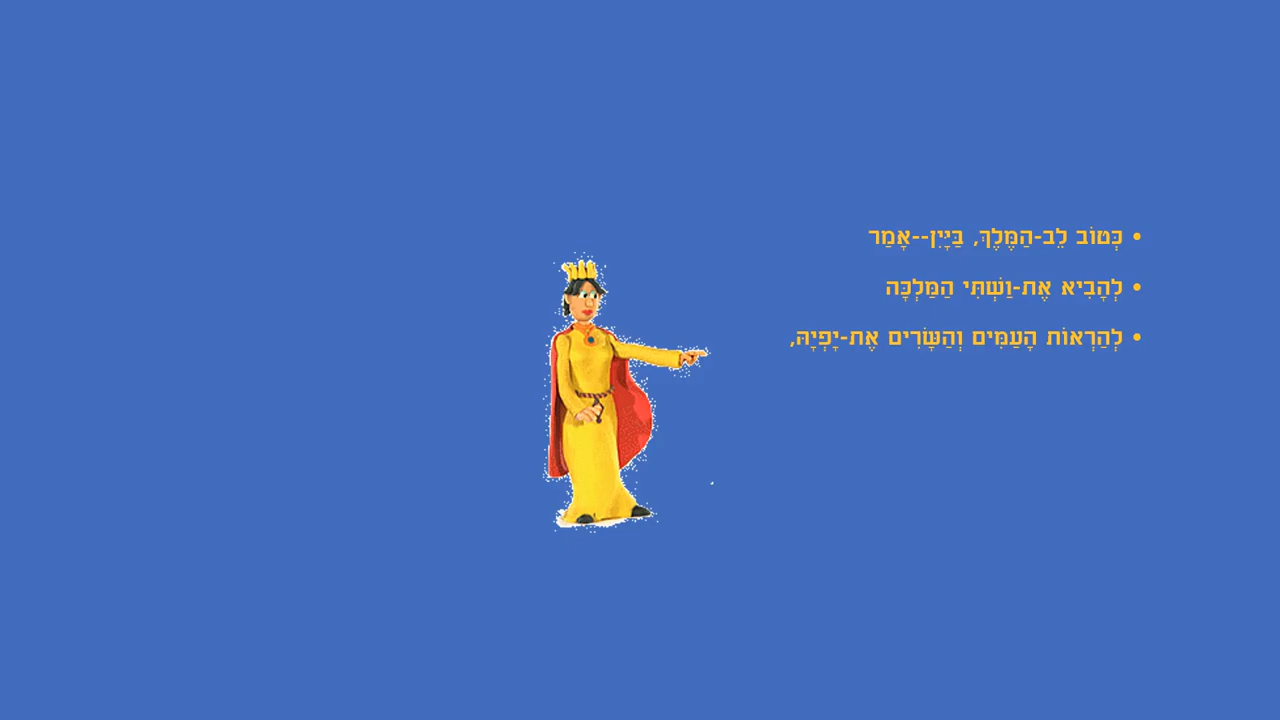 • כְּטוֹב לֵב-הַמֶּלֶךְ, בַּיָּיִן--אָמַר
• לְהָבִיא אֶת-וַשְׁתִּי הַמַּלְכָּה
• לְהַרְאוֹת הָעַמִּים וְהַשָּׂרִים אֶת-יָפְיָהּ,